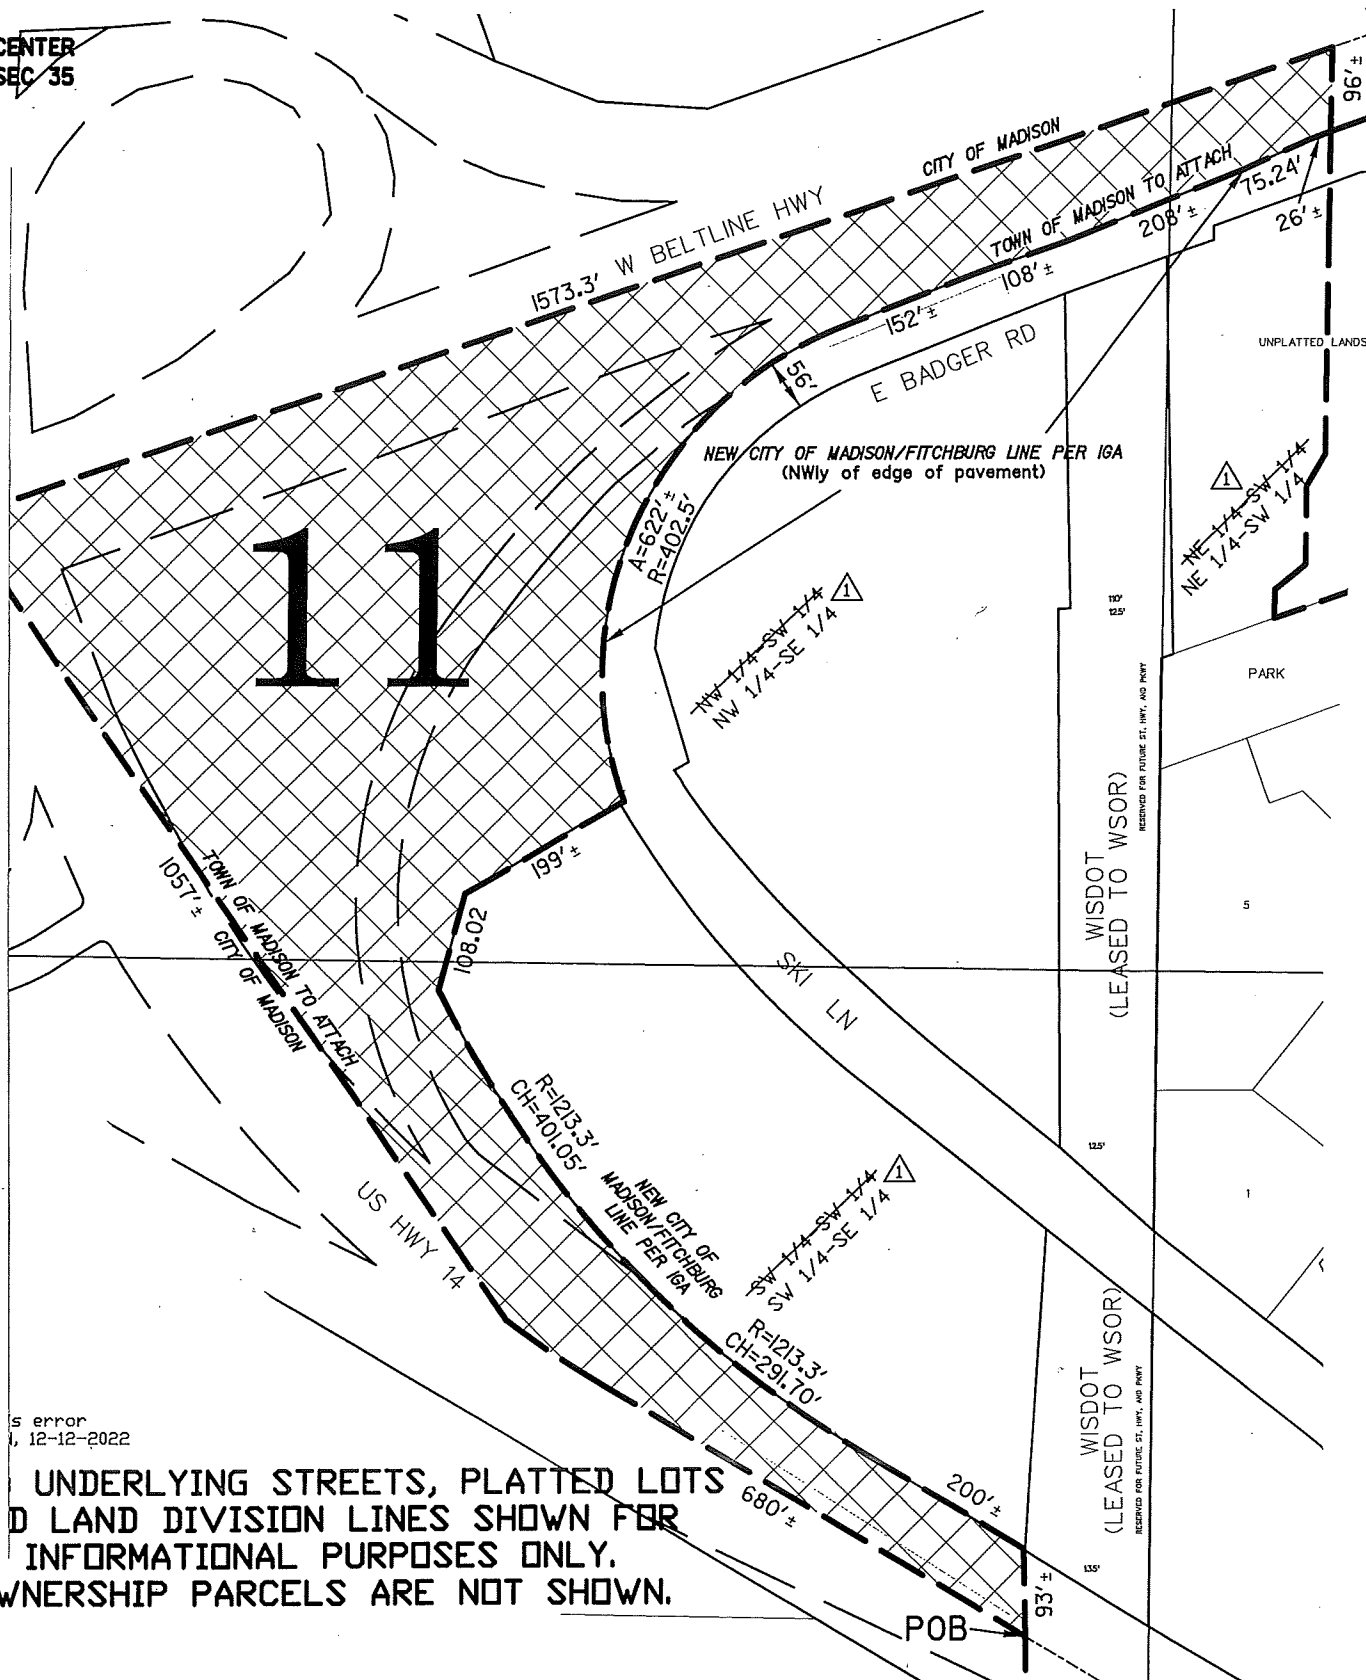 CENTER
SEC 35
96'±
CITY OF MADISON
TOWN OF MADISON TO ATTACH
75.24'
26'±
208'±
W BELTLINE HWY
1573.3'
108'±
152'±
56'
E BADGER RD
UNPLATTED LANDS
NEW CITY OF MADISON/FITCHBURG LINE PER IGA
(NWly of edge of pavement)
11
A=622'±
R=402.5'
1
NE 1/4-SW 1/4
NE 1/4-SW 1/4
1
NW 1/4-SW 1/4
NW 1/4-SE 1/4
110'
125'
PARK
RESERVED FOR FUTURE ST, HWY, AND PKWY
WISDOT
(LEASED TO WSOR)
199'±
1057'±
TOWN OF MADISON TO ATTACH
CITY OF MADISON
108.02
5
SKI LN
R=1213.3'
CH=401.05'
NEW CITY OF
MADISON/FITCHBURG
LINE PER IGA
US HWY 14
125'
1
1
SW 1/4-SW 1/4
SW 1/4-SE 1/4
R=1213.3'
CH=291.70'
WISDOT
(LEASED TO WSOR)
RESERVED FOR FUTURE ST, HWY, AND PKWY
s error
, 12-12-2022
UNDERLYING STREETS, PLATTED LOTS
D LAND DIVISION LINES SHOWN FOR
INFORMATIONAL PURPOSES ONLY.
WNERSHIP PARCELS ARE NOT SHOWN.
680'±
200'±
135'
93'±
POB